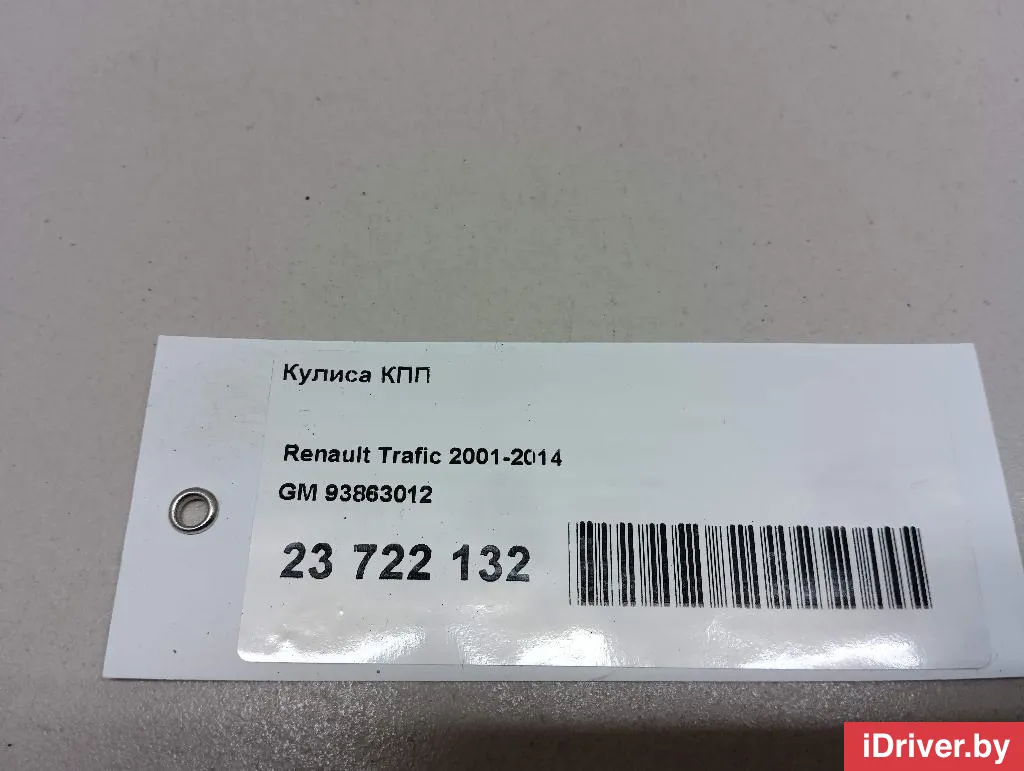 Кулиса КПП
Renault Trafic 2001-2014
GM 93863012
23 722 132
iDriver.by